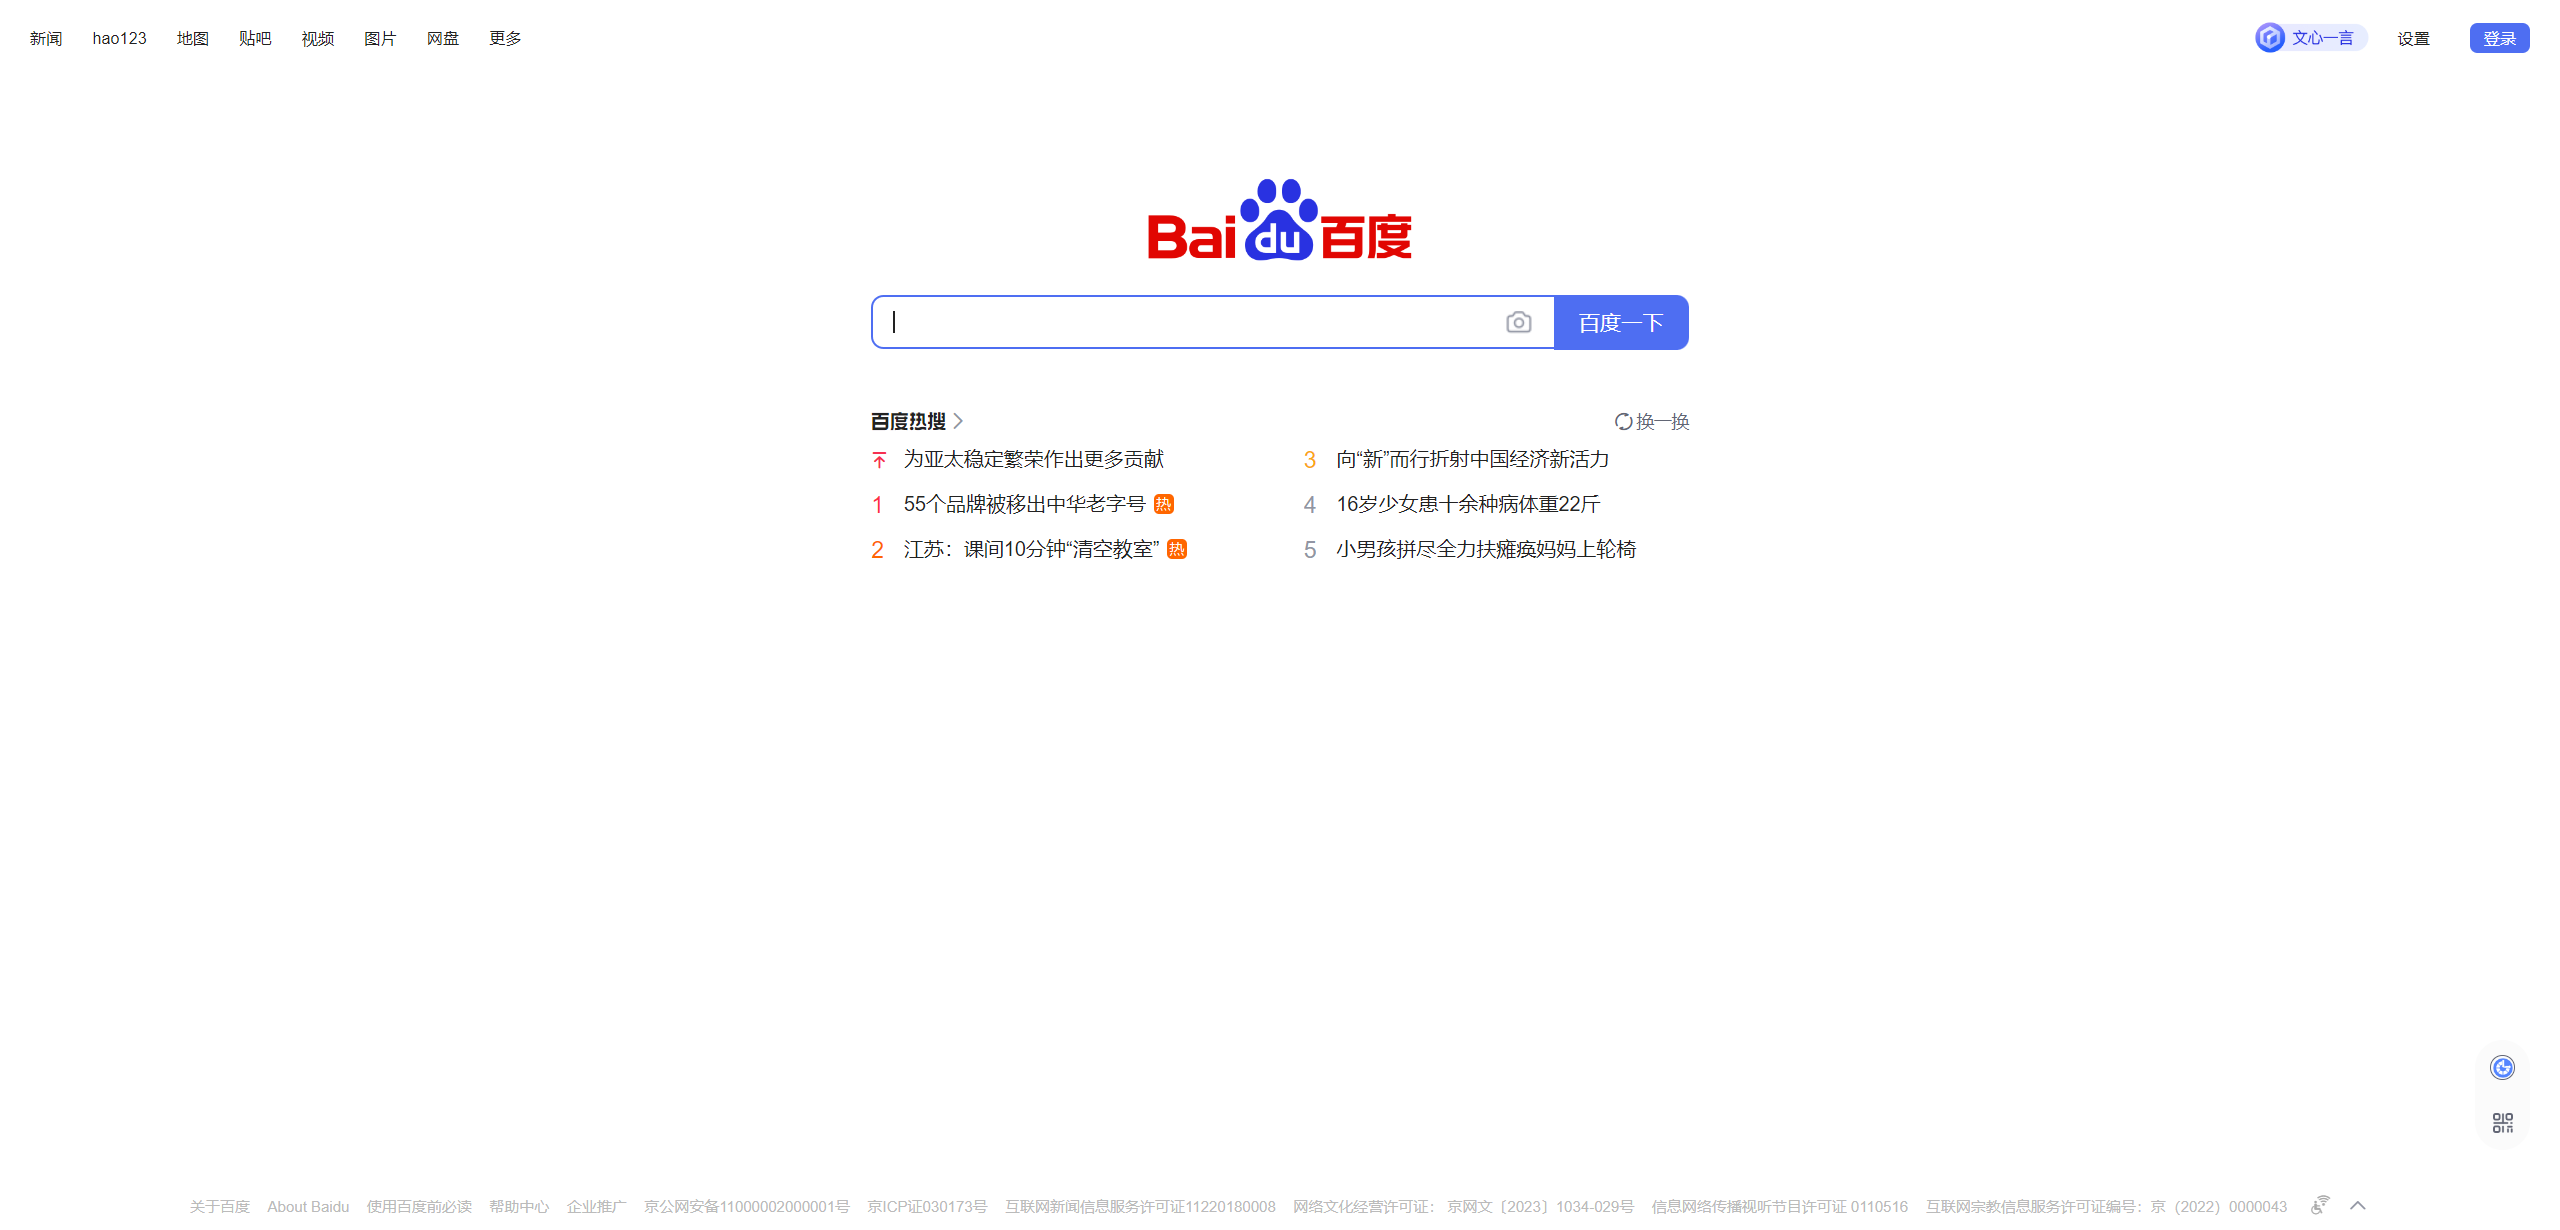 新闻 hao123 地图 贴吧 视频 图片 网盘 更多 文心一言 设置 登录
Bai du 百度
百度一下
百度热搜 换一换
为亚太稳定繁荣作出更多贡献
1 55个品牌被移出中华老字号 热
2 江苏：课间10分钟“清空教室” 热
3 向“新”而行折射中国经济新活力
4 16岁少女患十余种病体重22斤
5 小男孩拼尽全力扶瘫痪妈妈上轮椅
关于百度 About Baidu 使用百度前必读 帮助中心 企业推广 京公网安备11000002000001号 京ICP证030173号 互联网新闻信息服务许可证11220180008 网络文化经营许可证： 京网文〔2023〕1034-029号 信息网络传播视听节目许可证 0110516 互联网宗教信息服务许可证编号：京（2022）0000043